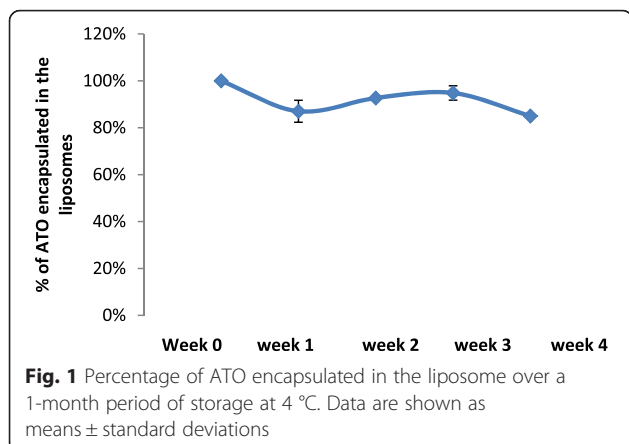 120%
100%
80%
60%
40%
20%
0%
% of ATO encapsulated in the
liposomes
Week 0 week 1 week 2 week 3 week 4
Fig. 1 Percentage of ATO encapsulated in the liposome over a
1-month period of storage at 4 °C. Data are shown as
means ± standard deviations